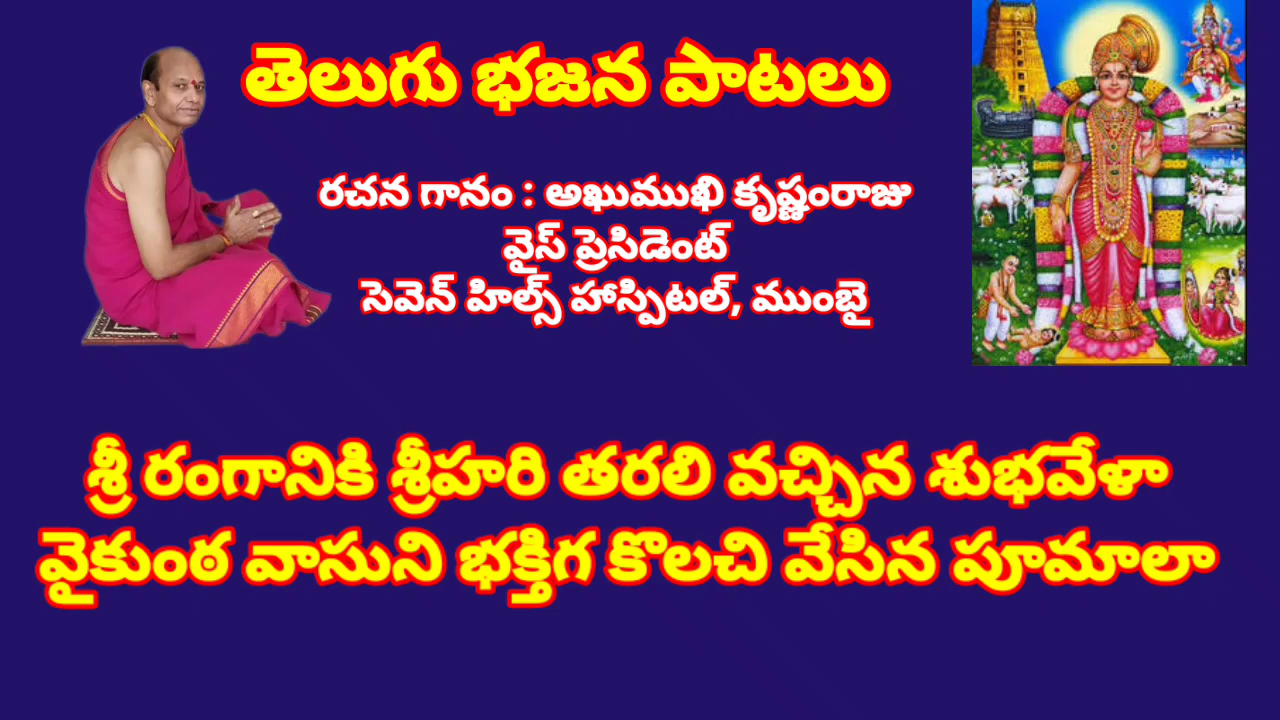 తెలుగు భజన పాటలు
రచన గానం : అఖుముఖి కృష్ణంరాజు
వైస్ ప్రెసిడెంట్
సెవెన్ హిల్స్ హాస్పిటల్, ముంబై
శ్రీ రంగానికి శ్రీహరి తరలి వచ్చిన శుభవేళా
వైకుంఠ వాసుని భక్తిగ కొలచి వేసిన పూమాలా